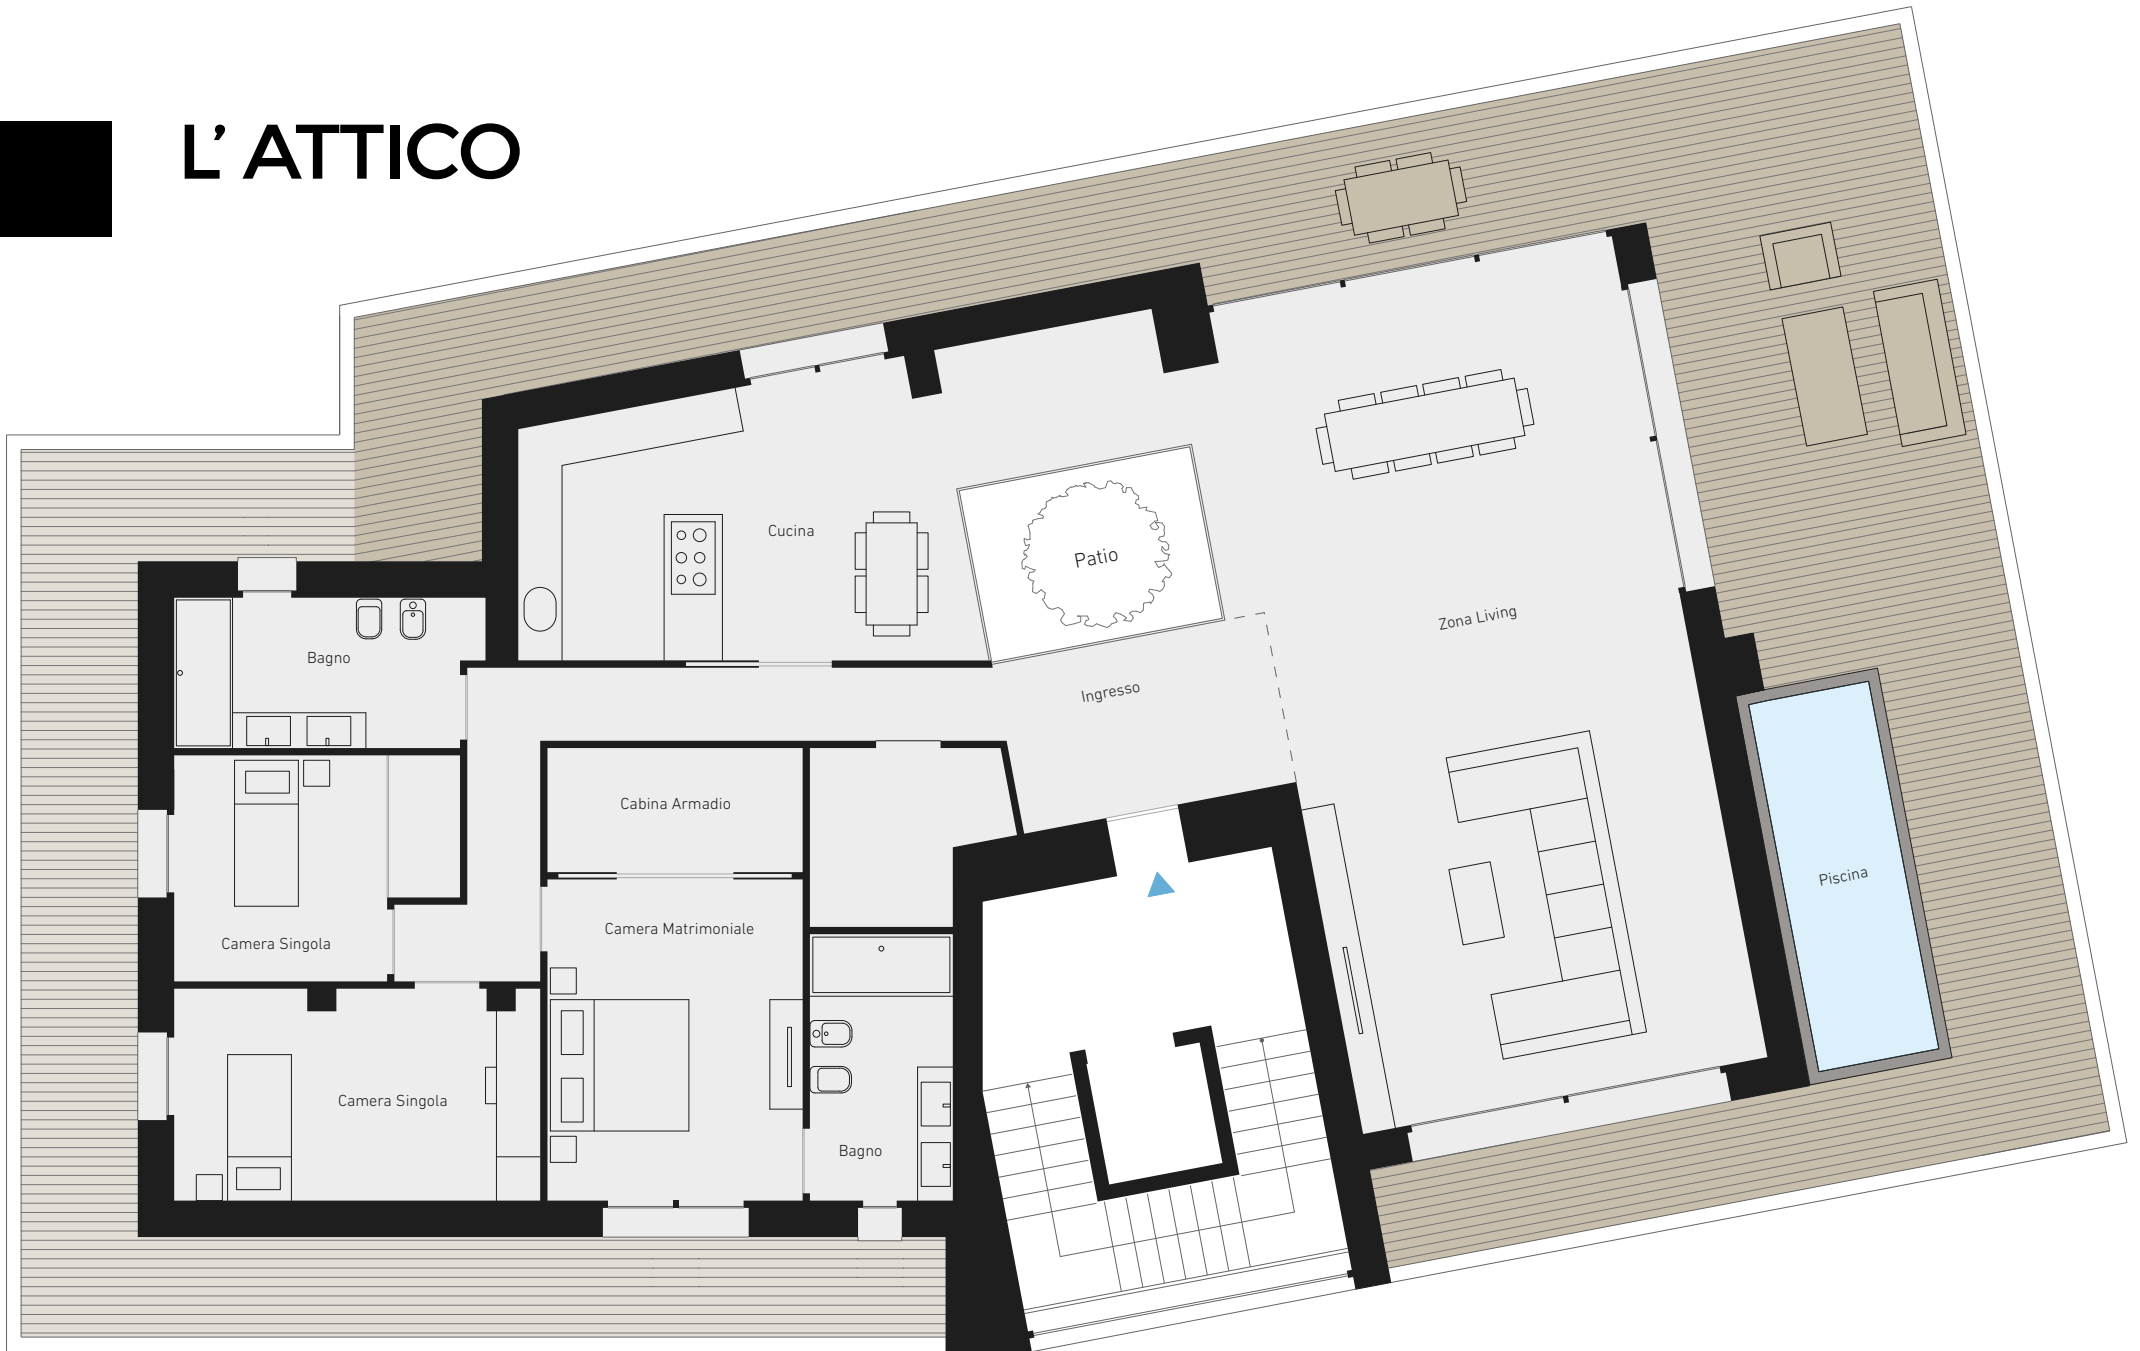 L' ATTICO
Cucina
Patio
Zona Living
Bagno
Ingresso
Cabina Armadio
Piscina
Camera Matrimoniale
Camera Singola
Camera Singola
Bagno